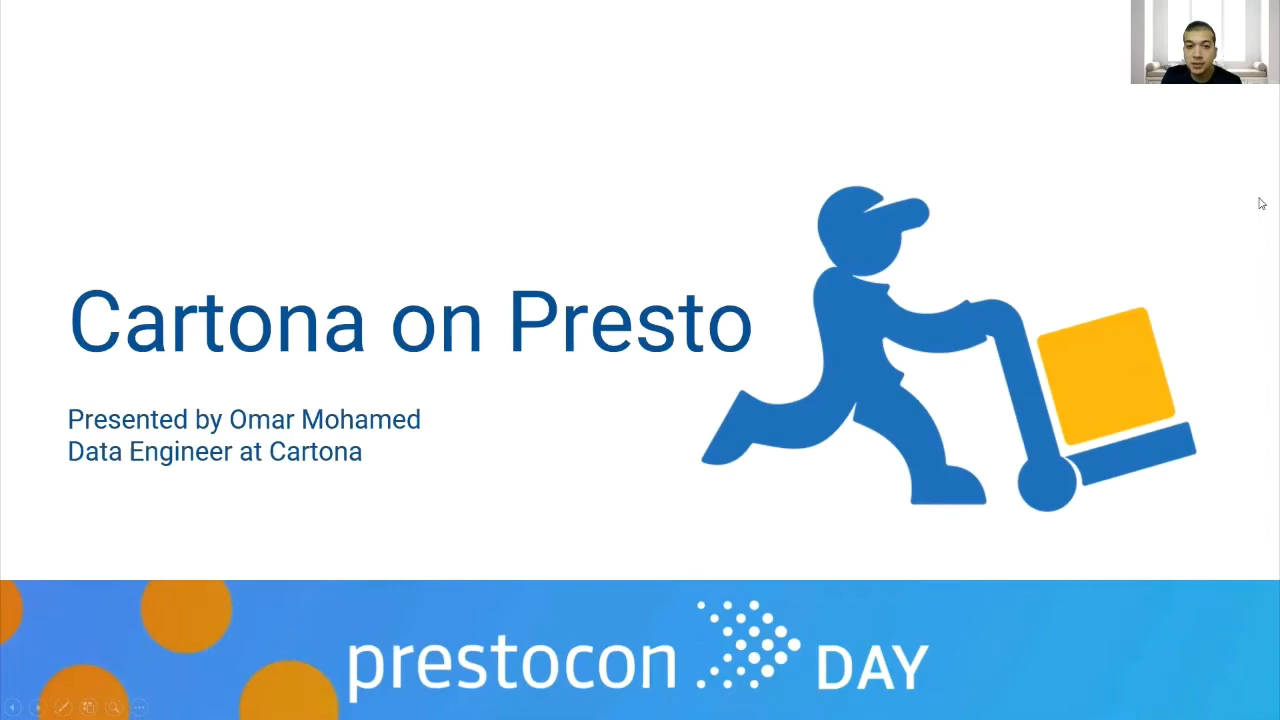 Cartona on Presto
Presented by Omar Mohamed
Data Engineer at Cartona
prestocon DAY